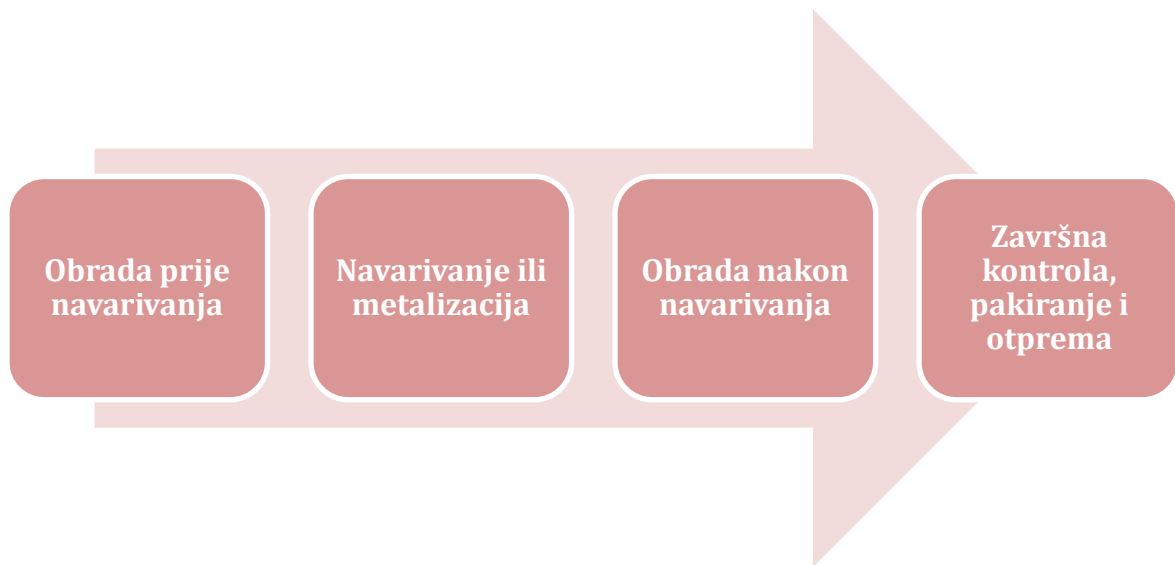 Obrada prije
navarivanja
Navarivanje ili
metalizacija
Obrada nakon
navarivanja
Završna
kontrola,
pakiranje i
otprema